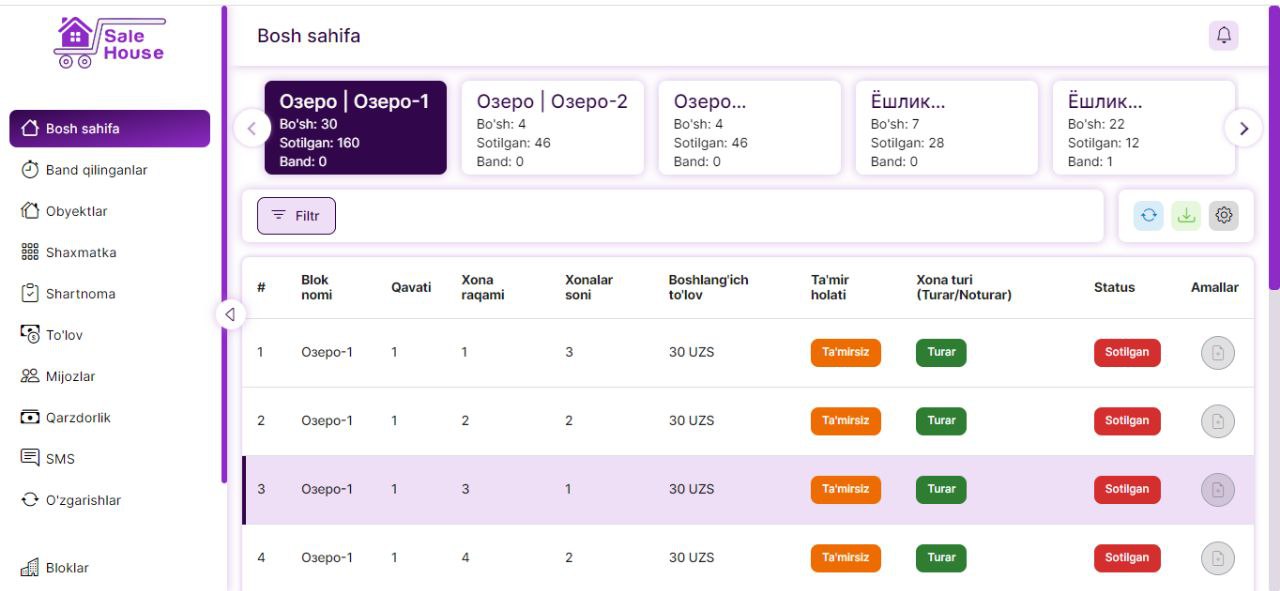 Sale
House
Bosh sahifa
Band qilinganlar
Obyektlar
Shaxmatka
Shartnoma
To'lov
Mijozlar
Qarzdorlik
SMS
O'zgarishlar
Bloklar
Bosh sahifa
Озеро | Озеро-1
Bo'sh: 30
Sotilgan: 160
Band: 0
Озеро | Озеро-2
Bo'sh: 4
Sotilgan: 46
Band: 0
Озеро...
Bo'sh: 4
Sotilgan: 46
Band: 0
Ёшлик...
Bo'sh: 7
Sotilgan: 28
Band: 0
Ёшлик...
Bo'sh: 22
Sotilgan: 12
Band: 1
Filtr
# Blok nomi Qavati Xona raqami Xonalar soni Boshlang'ich to'lov Ta'mir holati Xona turi (Turar/Noturar) Status Amallar
1 Озеро-1 1 1 3 30 UZS Ta'mirsiz Turar Sotilgan
2 Озеро-1 1 2 2 30 UZS Ta'mirsiz Turar Sotilgan
3 Озеро-1 1 3 1 30 UZS Ta'mirsiz Turar Sotilgan
4 Озеро-1 1 4 2 30 UZS Ta'mirsiz Turar Sotilgan